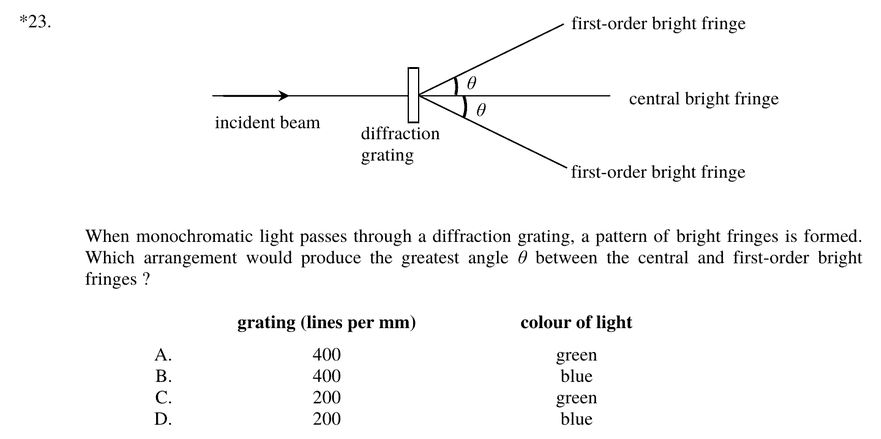 *23.
first-order bright fringe
θ
central bright fringe
θ
incident beam
diffraction
grating
first-order bright fringe
When monochromatic light passes through a diffraction grating, a pattern of bright fringes is formed.
Which arrangement would produce the greatest angle θ between the central and first-order bright
fringes ?
grating (lines per mm) colour of light
A. 400 green
B. 400 blue
C. 200 green
D. 200 blue